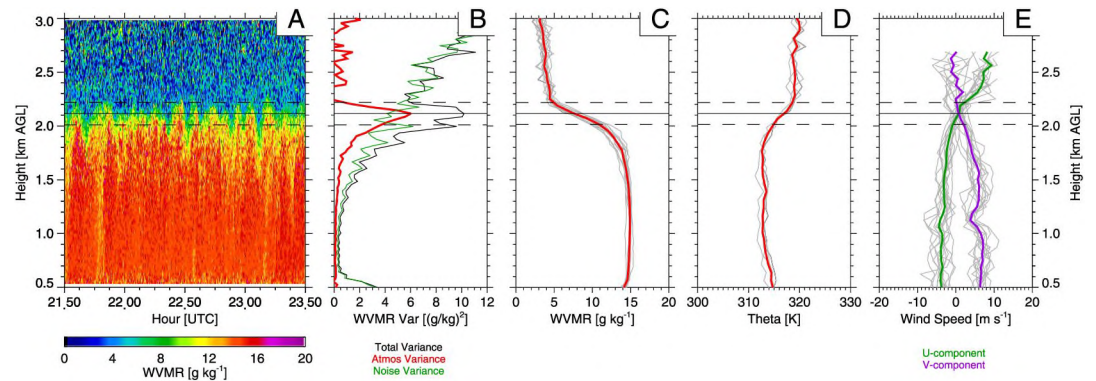 A B C D E
3.0
2.5
2.0
1.5
1.0
0.5
Height [km AGL]
21.50 22.00 22.50 23.00 23.50
Hour [UTC]
0 4 8 12 16 20
WVMR [g kg⁻¹]
0 2 4 6 8 10 12
WVMR Var [(g/kg)²]
Total Variance
Atmos Variance
Noise Variance
0 5 10 15 20
WVMR [g kg⁻¹]
300 310 320 330
Theta [K]
-20 -10 0 10 20
Wind Speed [m s⁻¹]
U-component
V-component
2.5
2.0
1.5
1.0
0.5
Height [km AGL]